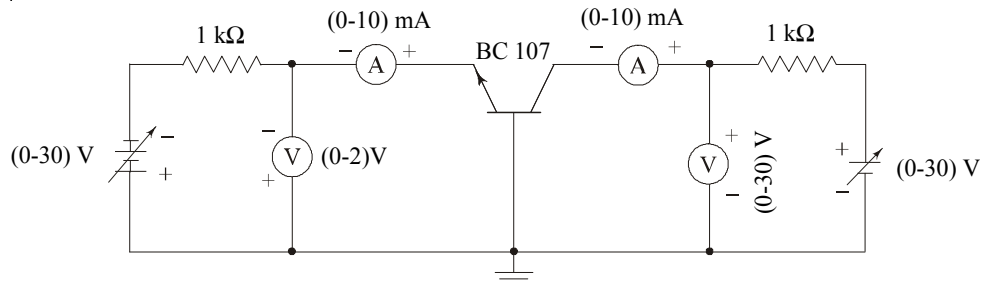 (0-10) mA
(0-10) mA
1 kΩ
BC 107
1 kΩ
− A +
− A +
(0-30) V
−
+
−
V
+
(0-2)V
+
V
−
(0-30) V
+
−
(0-30) V